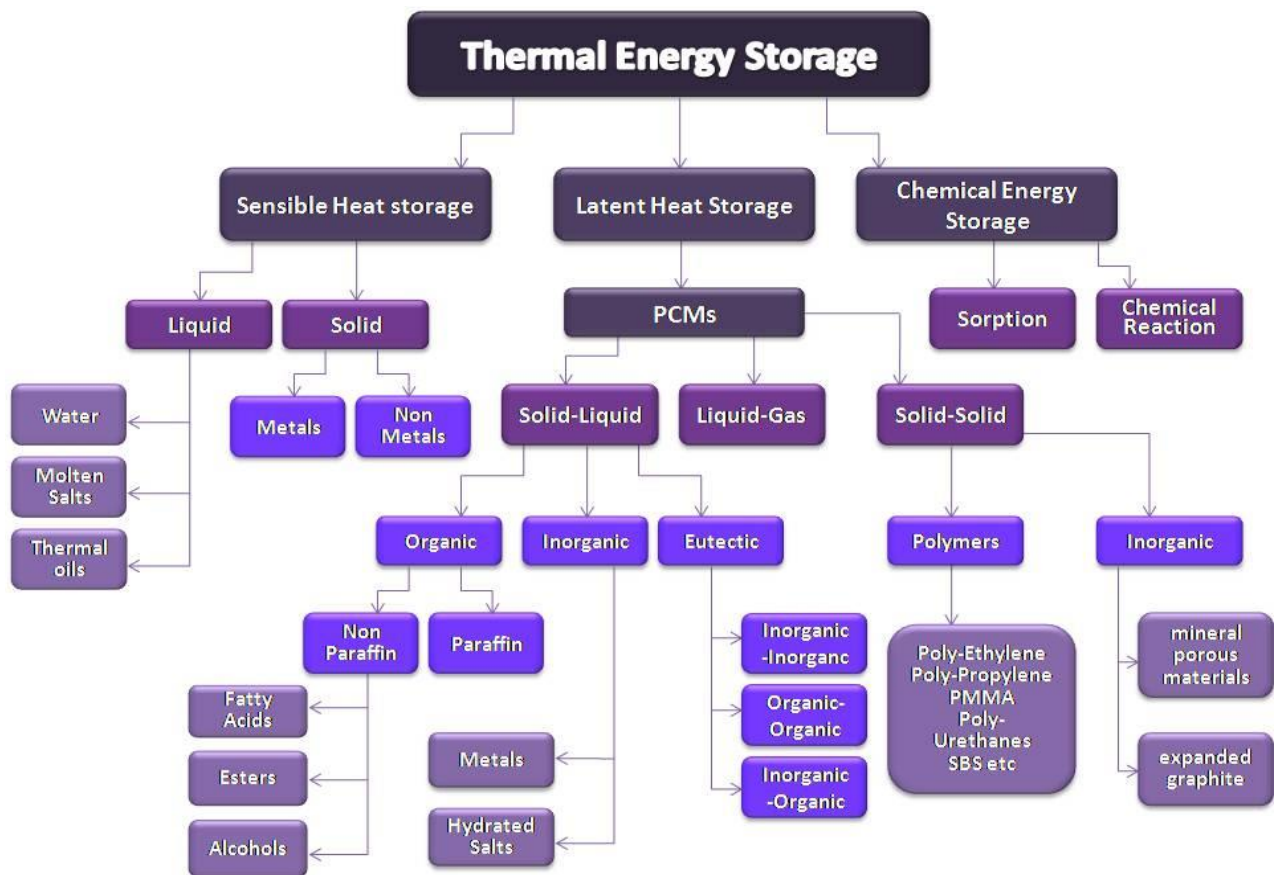 Thermal Energy Storage
Sensible Heat storage
Latent Heat Storage
Chemical Energy
Storage
Liquid
Solid
PCMs
Sorption
Chemical
Reaction
Water
Molten
Salts
Thermal
oils
Metals
Non
Metals
Solid-Liquid
Liquid-Gas
Solid-Solid
Organic
Inorganic
Eutectic
Polymers
Inorganic
Non
Paraffin
Paraffin
Fatty
Acids
Esters
Alcohols
Metals
Hydrated
Salts
Inorganic
-Inorganc
Organic-
Organic
Inorganic
-Organic
Poly-Ethylene
Poly-Propylene
PMMA
Poly-
Urethanes
SBS etc
mineral
porous
materials
expanded
graphite